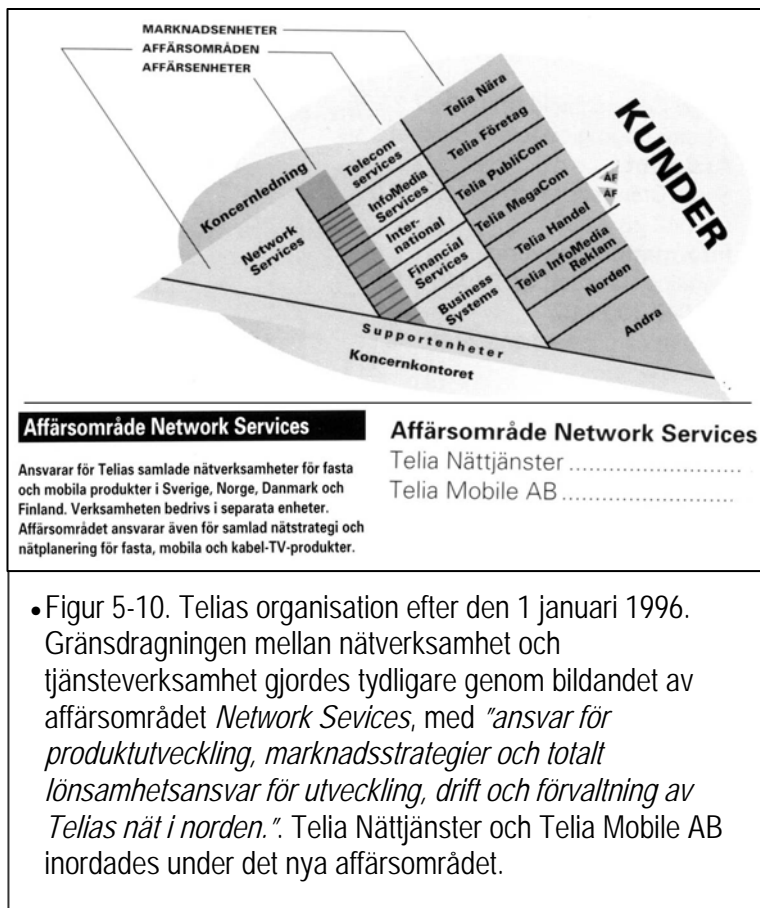 MARKNADSENHETER
AFFÄRSOMRÅDEN
AFFÄRSENHETER
Koncernledning
Network
Services
Telecom
services
InfoMedia
Services
Inter-
national
Financial
Services
Business
Systems
Telia Nära
Telia Företag
Telia PubliCom
Telia MegaCom
Telia Handel
Telia InfoMedia
Reklam
Norden
Andra
ÅF
ÅF
KUNDER
Supportenheter
Koncernkontoret
Affärsområde Network Services
Ansvarar för Telias samlade nätverksamheter för fasta
och mobila produkter i Sverige, Norge, Danmark och
Finland. Verksamheten bedrivs i separata enheter.
Affärsområdet ansvarar även för samlad nätstrategi och
nätplanering för fasta, mobila och kabel-TV-produkter.
Affärsområde Network Services
Telia Nättjänster ..........................
Telia Mobile AB ..........................
• Figur 5-10. Telias organisation efter den 1 januari 1996.
Gränsdragningen mellan nätverksamhet och
tjänsteverksamhet gjordes tydligare genom bildandet av
affärsområdet Network Sevices, med ”ansvar för
produktutveckling, marknadsstrategier och totalt
lönsamhetsansvar för utveckling, drift och förvaltning av
Telias nät i norden.”. Telia Nättjänster och Telia Mobile AB
inordades under det nya affärsområdet.